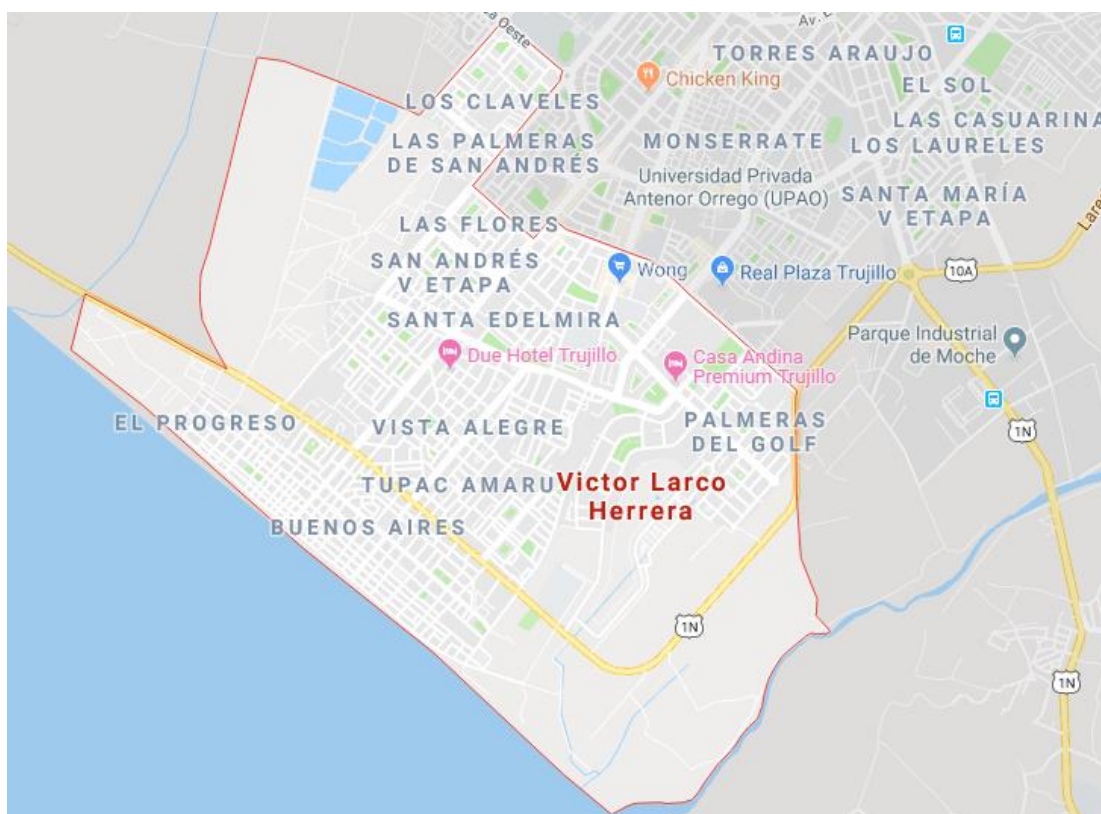 Oeste
Av.
TORRES ARAUJO
Chicken King
EL SOL
LOS CLAVELES
LAS CASUARINA
LAS PALMERAS
DE SAN ANDRÉS
MONSERRATE
LOS LAURELES
Universidad Privada
Antenor Orrego (UPAO)
SANTA MARÍA
V ETAPA
LAS FLORES
SAN ANDRÉS
V ETAPA
Wong
Real Plaza Trujillo
10A
SANTA EDELMIRA
Due Hotel Trujillo
Casa Andina
Premium Trujillo
Parque Industrial
de Moche
EL PROGRESO
VISTA ALEGRE
PALMERAS
DEL GOLF
1N
TUPAC AMARU
Victor Larco
Herrera
BUENOS AIRES
1N
1N